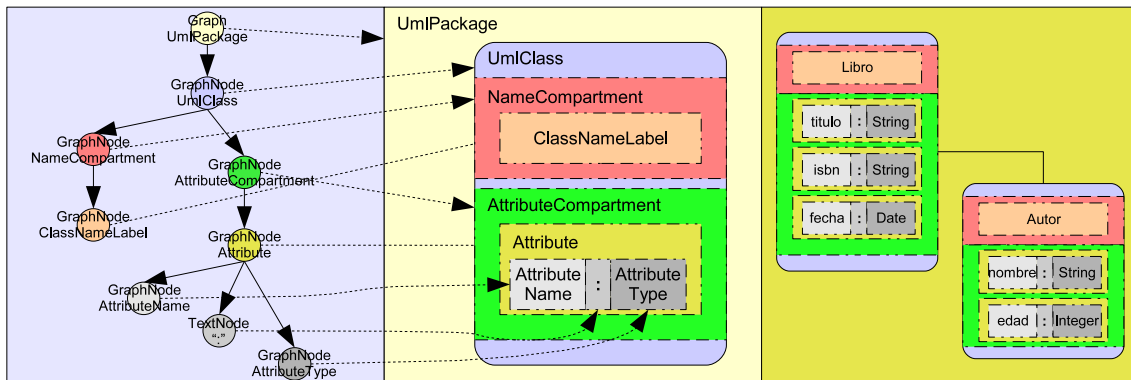 Graph
UmlPackage
GraphNode
UmlClass
GraphNode
NameCompartment
GraphNode
AttributeCompartment
GraphNode
ClassNameLabel
GraphNode
Attribute
GraphNode
AttributeName
TextNode
“:”
GraphNode
AttributeType
UmlPackage
UmlClass
NameCompartment
ClassNameLabel
AttributeCompartment
Attribute
Attribute Name : Attribute Type
Libro
titulo : String
isbn : String
fecha : Date
Autor
nombre : String
edad : Integer